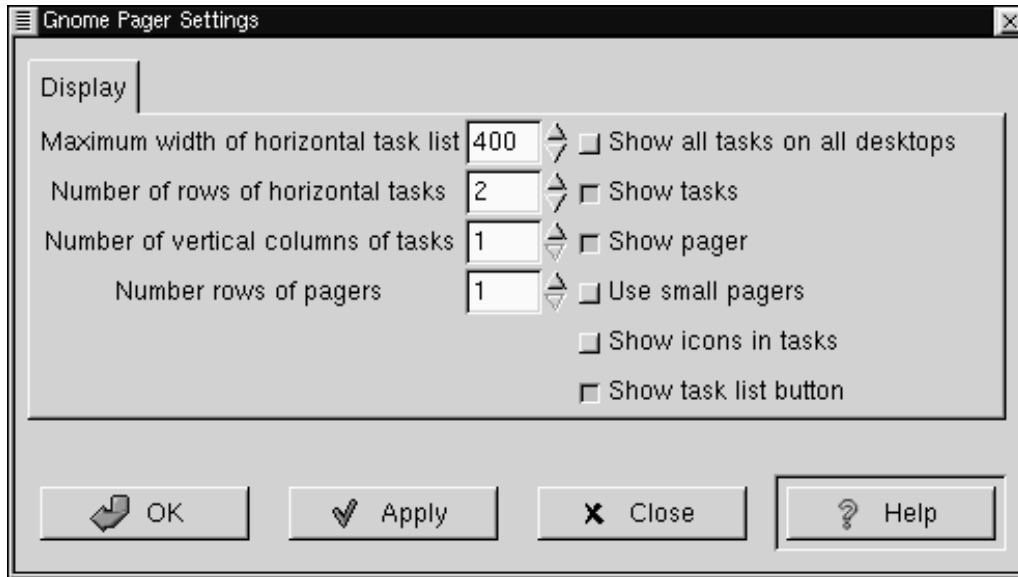 Gnome Pager Settings
Display
Maximum width of horizontal task list 400 Show all tasks on all desktops
Number of rows of horizontal tasks 2 Show tasks
Number of vertical columns of tasks 1 Show pager
Number rows of pagers 1 Use small pagers
Show icons in tasks
Show task list button
OK Apply Close Help